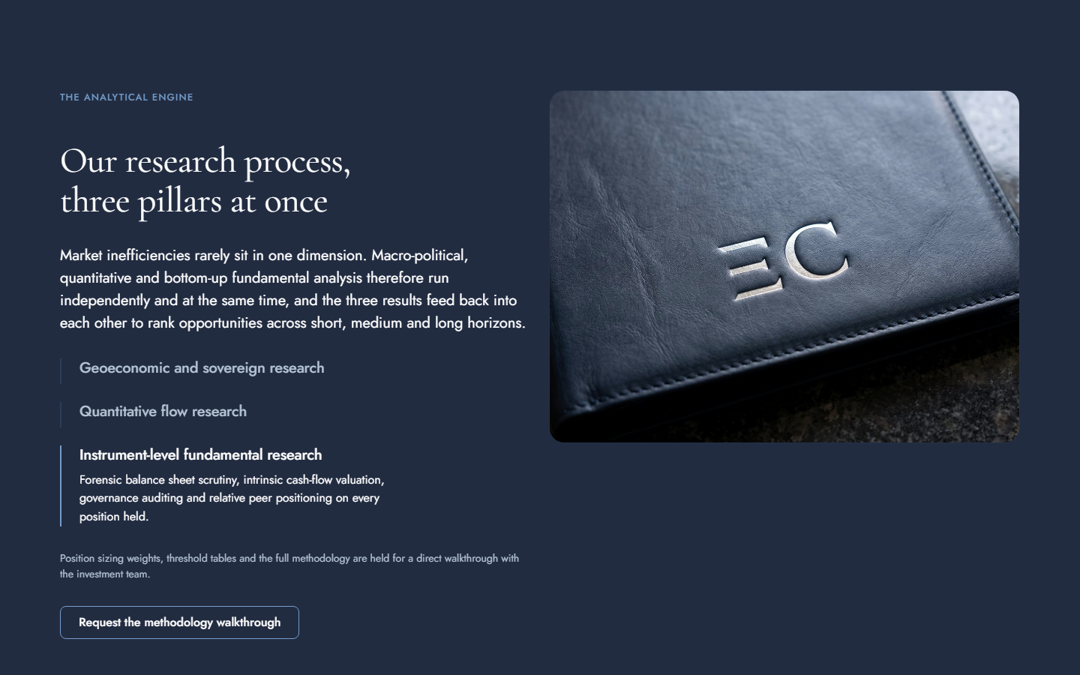 THE ANALYTICAL ENGINE
Our research process,
three pillars at once
Market inefficiencies rarely sit in one dimension. Macro-political,
quantitative and bottom-up fundamental analysis therefore run
independently and at the same time, and the three results feed back into
each other to rank opportunities across short, medium and long horizons.
Geoeconomic and sovereign research
Quantitative flow research
Instrument-level fundamental research
Forensic balance sheet scrutiny, intrinsic cash-flow valuation,
governance auditing and relative peer positioning on every
position held.
Position sizing weights, threshold tables and the full methodology are held for a direct walkthrough with
the investment team.
Request the methodology walkthrough
EC